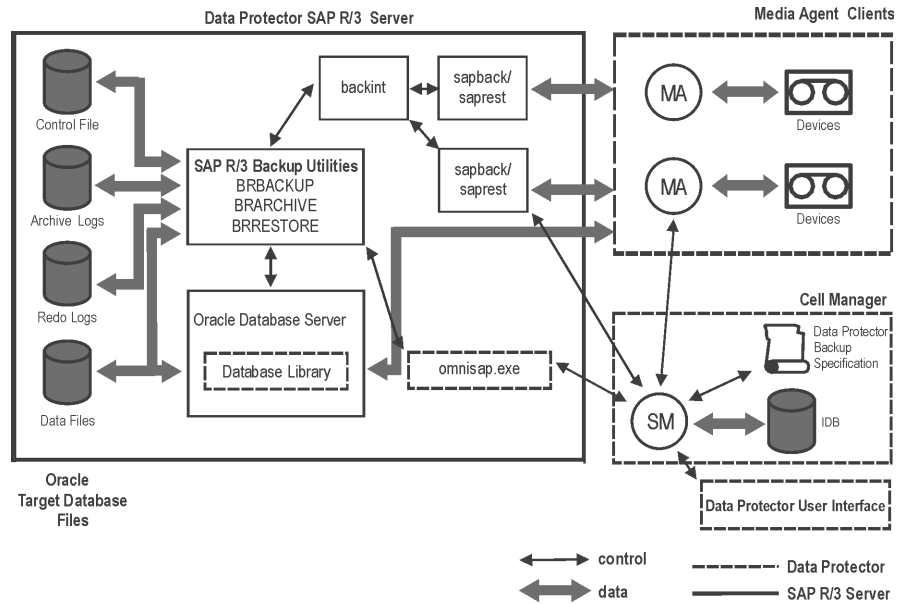 Data Protector SAP R/3 Server
Media Agent Clients
Control File
Archive Logs
Redo Logs
Data Files
backint
sapback/
saprest
sapback/
saprest
SAP R/3 Backup Utilities
BRBACKUP
BRARCHIVE
BRRESTORE
Oracle Database Server
Database Library
omnisap.exe
MA
Devices
MA
Devices
Cell Manager
Data Protector
Backup
Specification
SM
IDB
Data Protector User Interface
Oracle
Target Database
Files
control
data
Data Protector
SAP R/3 Server